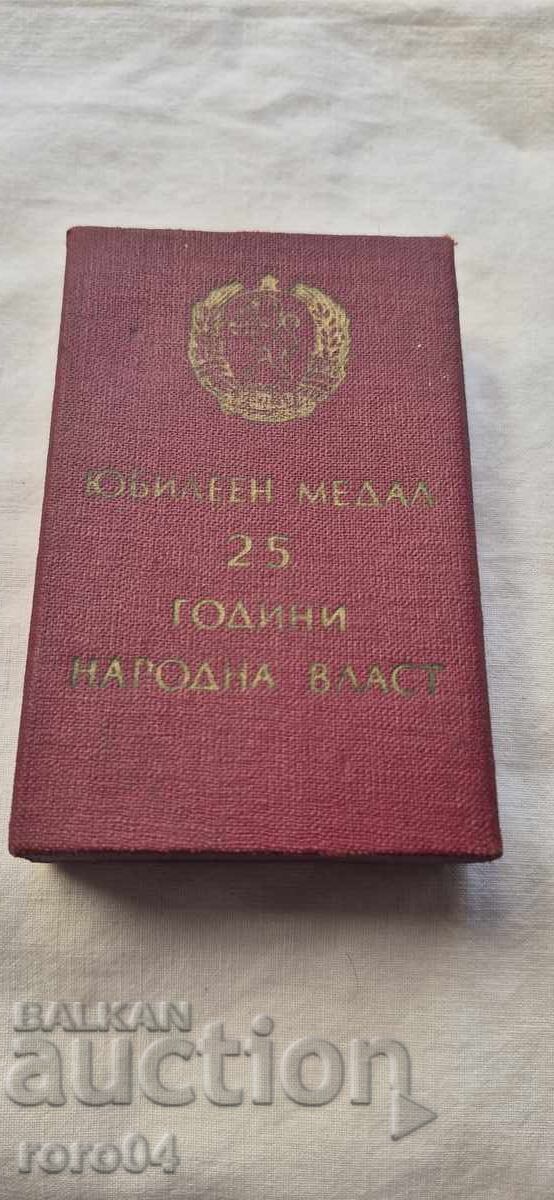 ЮБИЛЕЕН МЕДАЛ
25
ГОДИНИ
НАРОДНА ВЛАСТ
BALKAN
auction
roro04